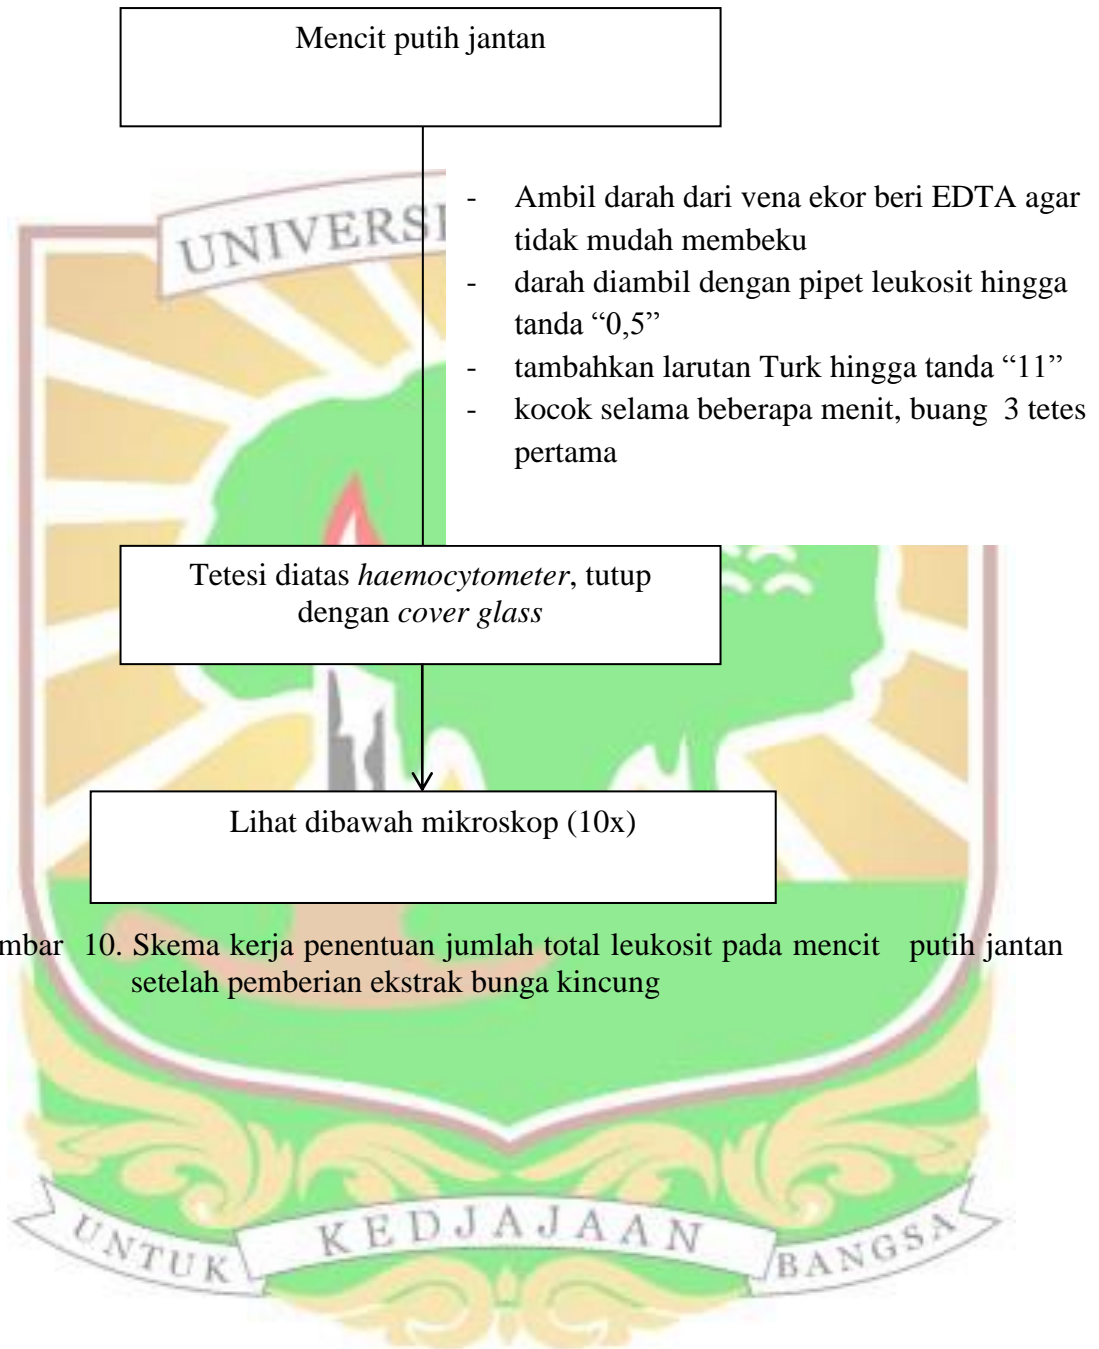 Mencit putih jantan
UNIVERSI
- Ambil darah dari vena ekor beri EDTA agar
tidak mudah membeku
- darah diambil dengan pipet leukosit hingga
tanda “0,5”
- tambahkan larutan Turk hingga tanda “11”
- kocok selama beberapa menit, buang 3 tetes
pertama
Tetesi diatas haemocytometer, tutup
dengan cover glass
Lihat dibawah mikroskop (10x)
mbar 10. Skema kerja penentuan jumlah total leukosit pada mencit putih jantan
setelah pemberian ekstrak bunga kincung
UNTUK KEDJAJAAN BANGSA